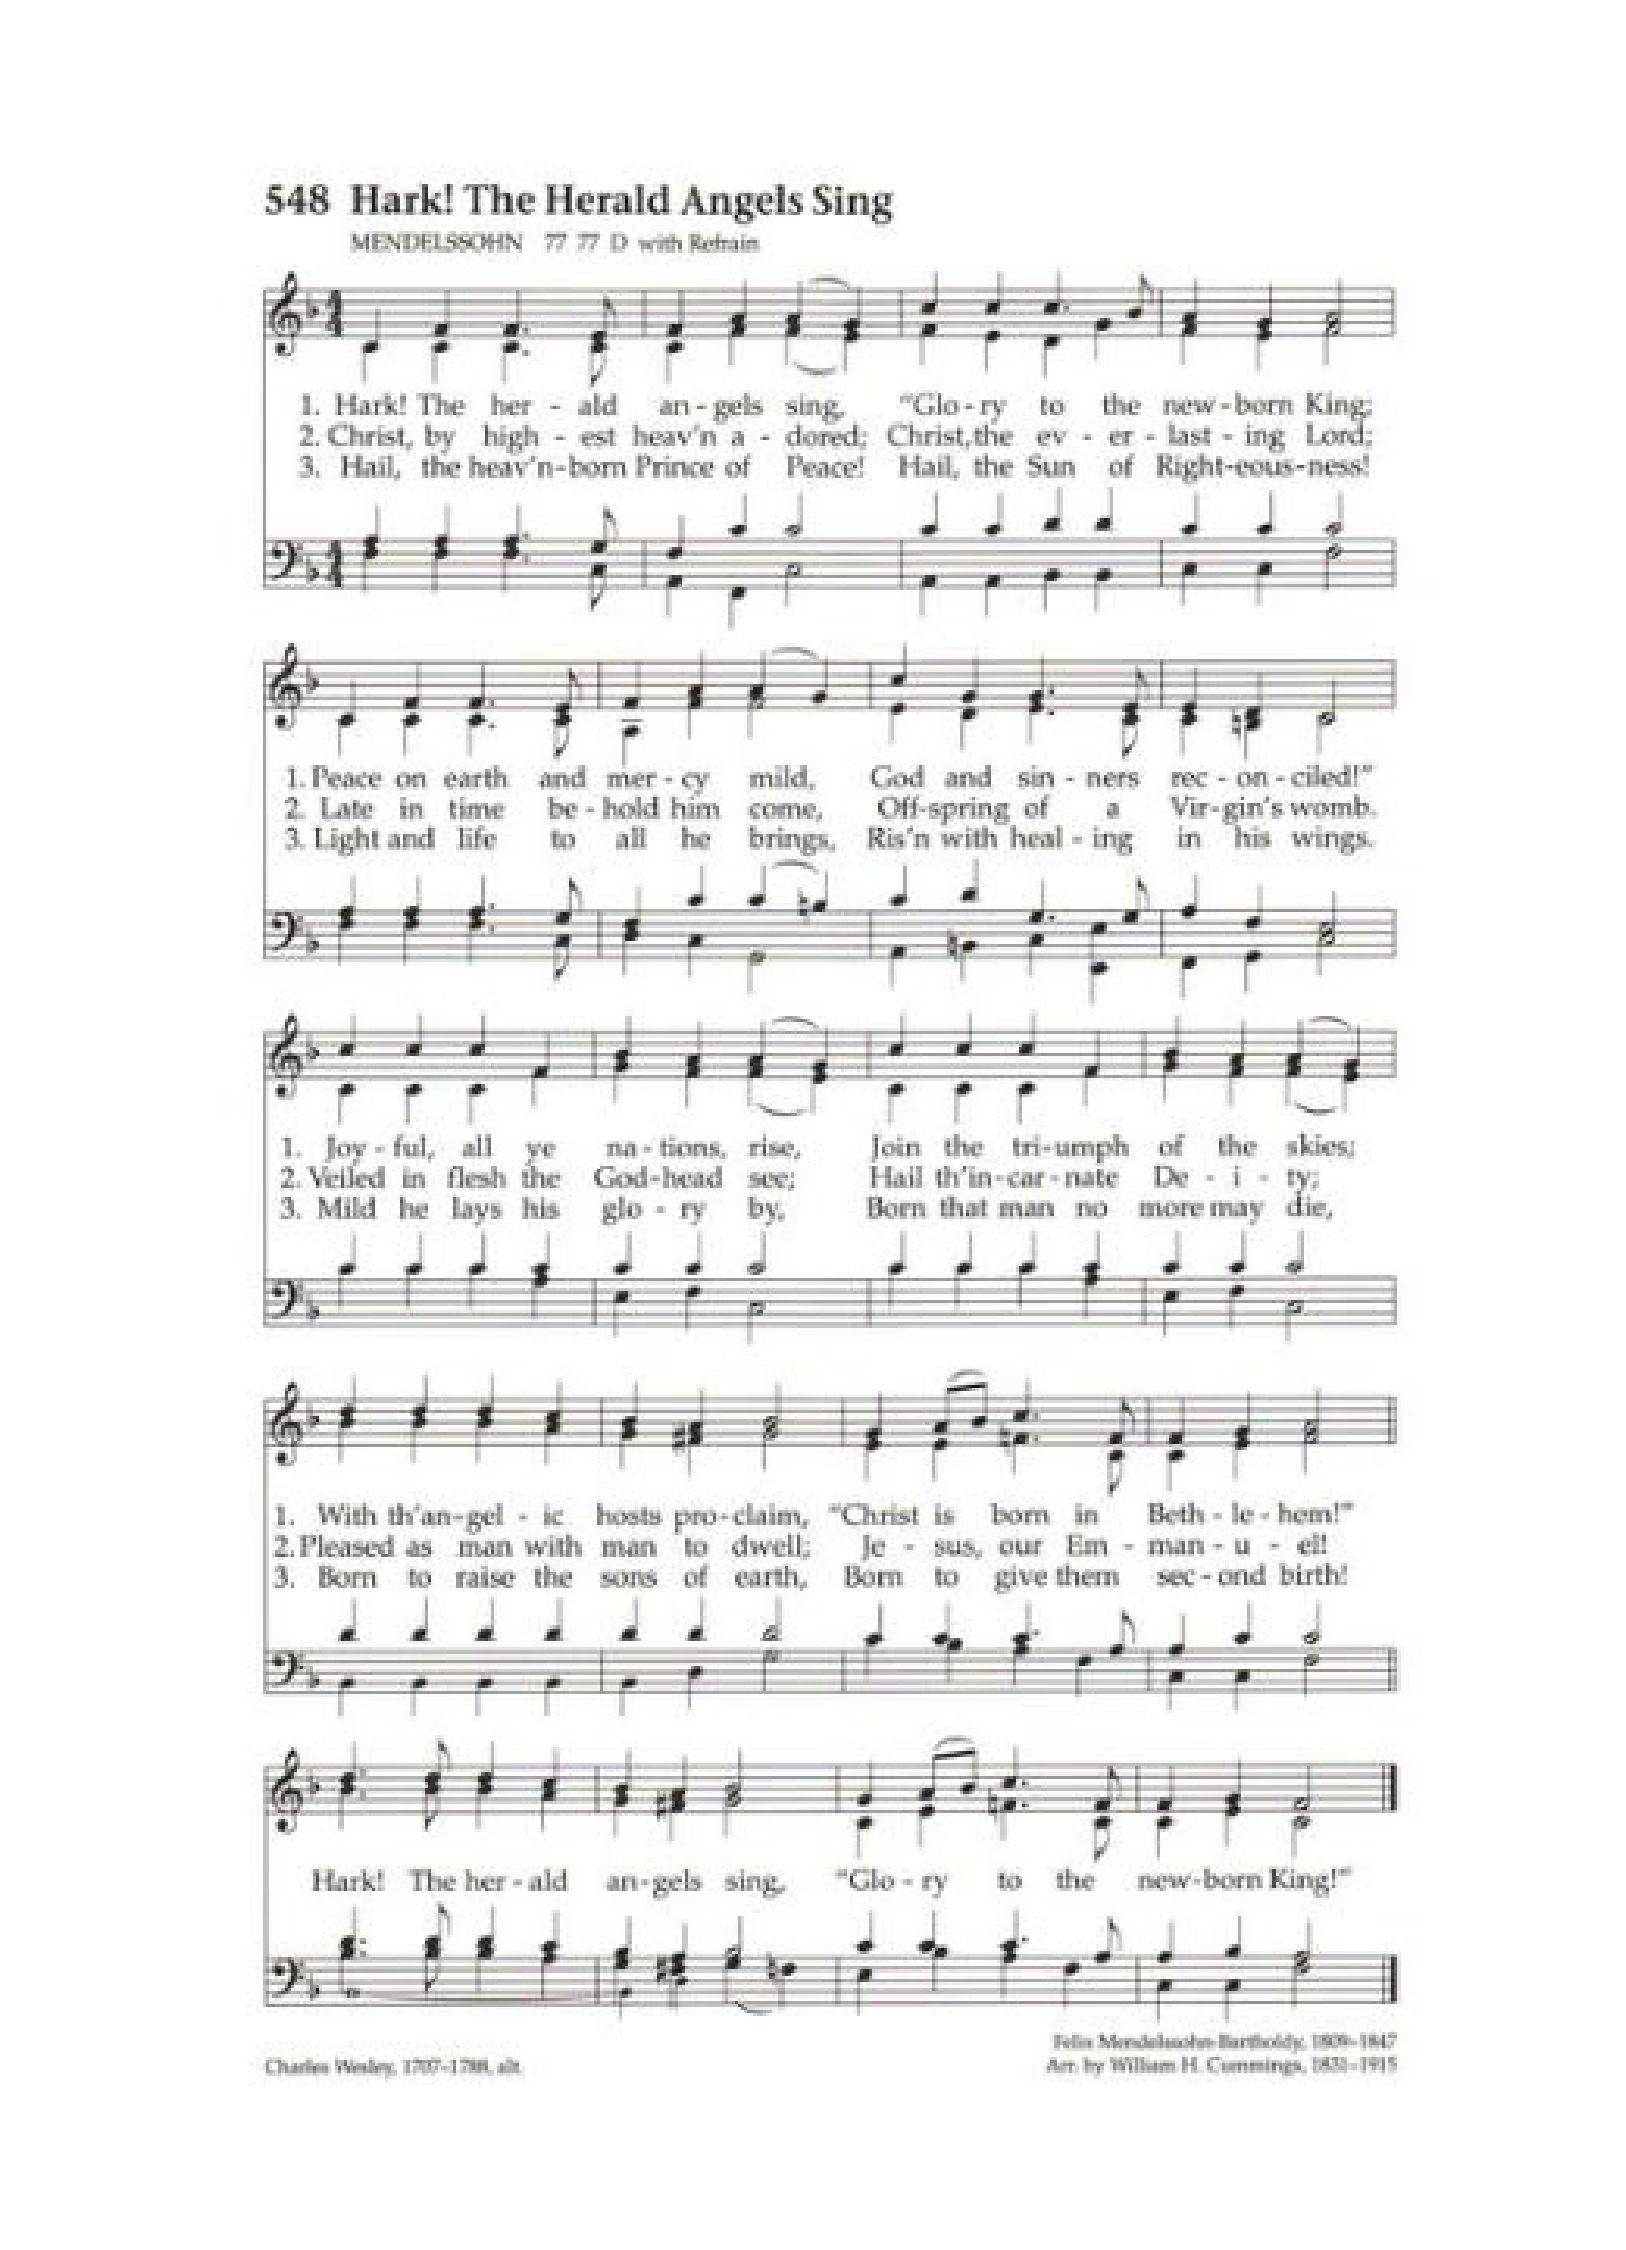 548 Hark! The Herald Angels Sing
MENDELSSOHN 77 77 D with Refrain
1. Hark! The her - ald an - gels sing, “Glo - ry to the new - born King;
2. Christ, by high - est heav’n a - dored; Christ, the ev - er - last - ing Lord;
3. Hail, the heav’n-born Prince of Peace! Hail, the Sun of Right-eous-ness!
1. Peace on earth and mer - cy mild, God and sin - ners rec - on - ciled!”
2. Late in time be - hold him come, Off-spring of a Vir-gin’s womb.
3. Light and life to all he brings, Ris’n with heal - ing in his wings.
1. Joy - ful, all ye na - tions, rise, Join the tri-umph of the skies;
2. Veiled in flesh the God-head see; Hail th’in-car-nate De - i - ty;
3. Mild he lays his glo - ry by, Born that man no more may die,
1. With th’an-gel - ic hosts pro-claim, “Christ is born in Beth - le - hem!”
2. Pleased as man with man to dwell; Je - sus, our Em - man - u - el!
3. Born to raise the sons of earth, Born to give them sec - ond birth!
Hark! The her - ald an-gels sing, “Glo - ry to the new-born King!”
Felix Mendelssohn-Bartholdy, 1809–1847
Charles Wesley, 1707–1788, alt.
Arr. by William H. Cummings, 1831–1915